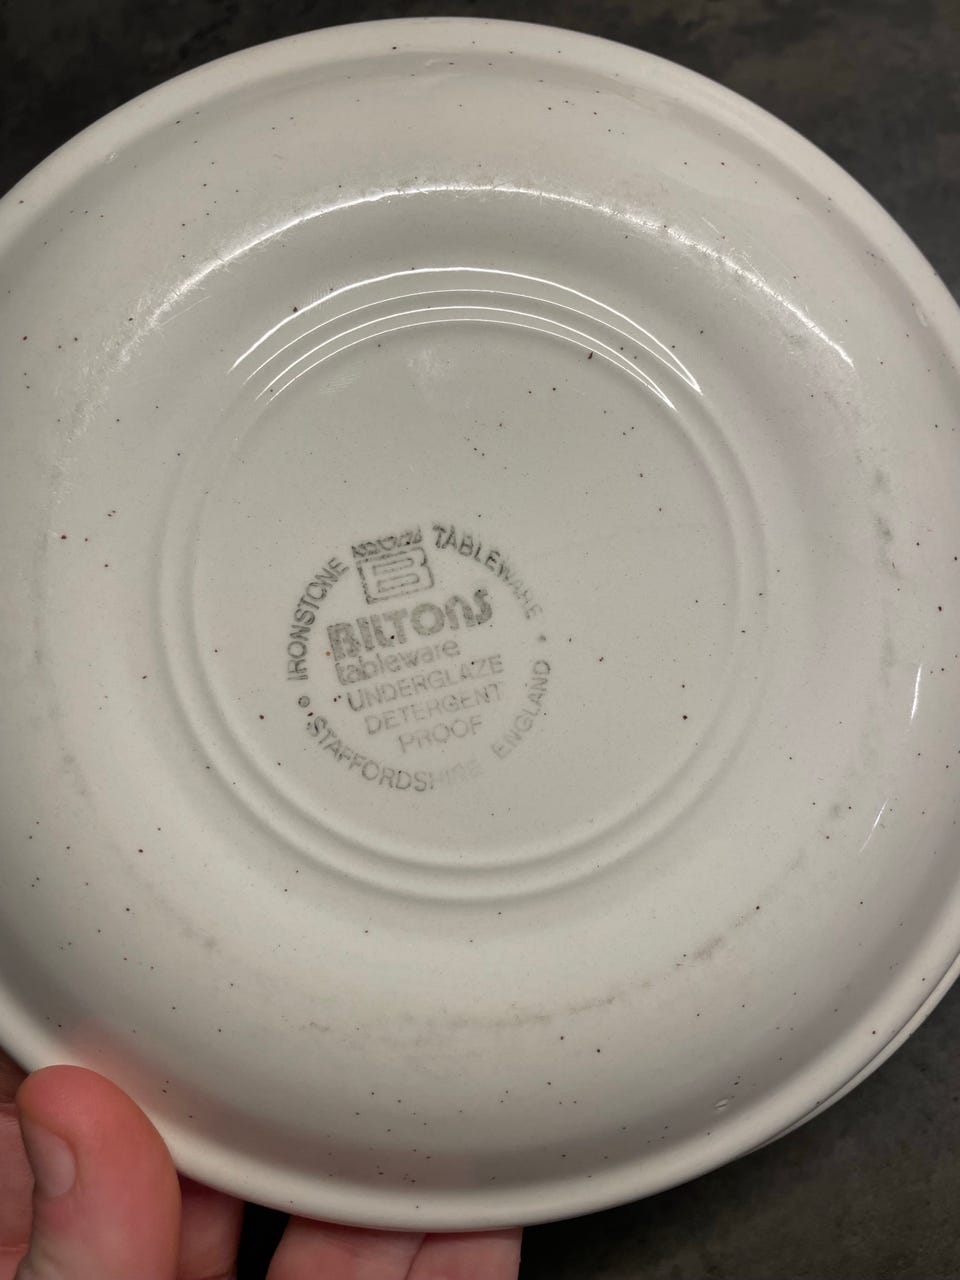 IRONSTONE TABLEWARE
B
BILTONS
tableware
UNDERGLAZE
DETERGENT
PROOF
STAFFORDSHIRE ENGLAND